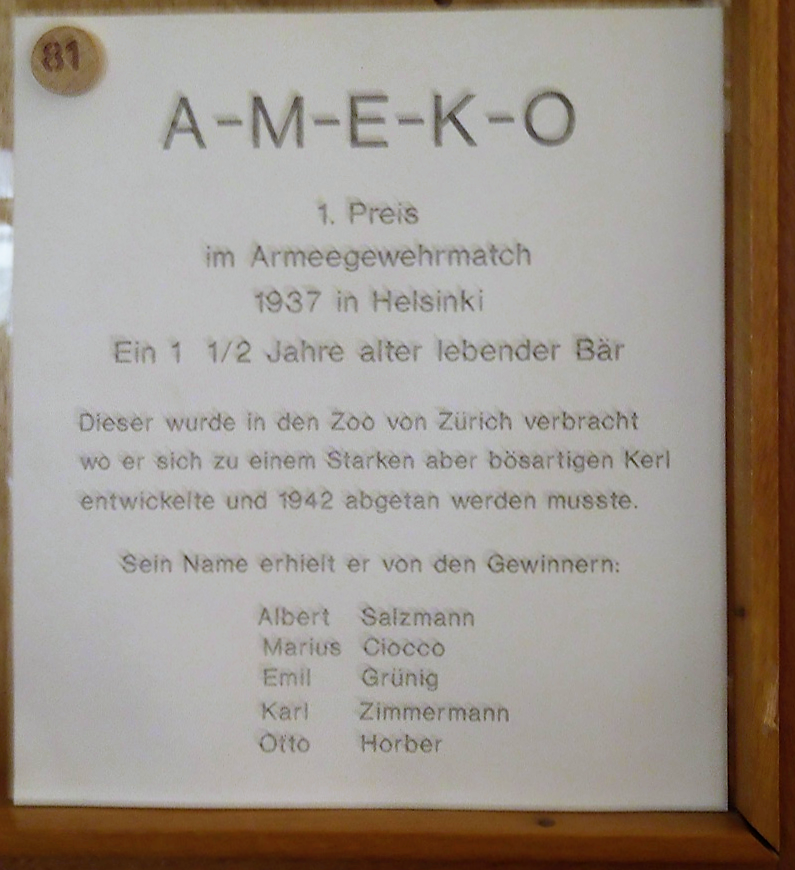 81
A-M-E-K-O
1. Preis
im Armeegewehrmatch
1937 in Helsinki
Ein 1 1/2 Jahre alter lebender Bär
Dieser wurde in den Zoo von Zürich verbracht
wo er sich zu einem Starken aber bösartigen Kerl
entwickelte und 1942 abgetan werden musste.
Sein Name erhielt er von den Gewinnern:
Albert Salzmann
Marius Ciocco
Emil Grünig
Karl Zimmermann
Otto Horber